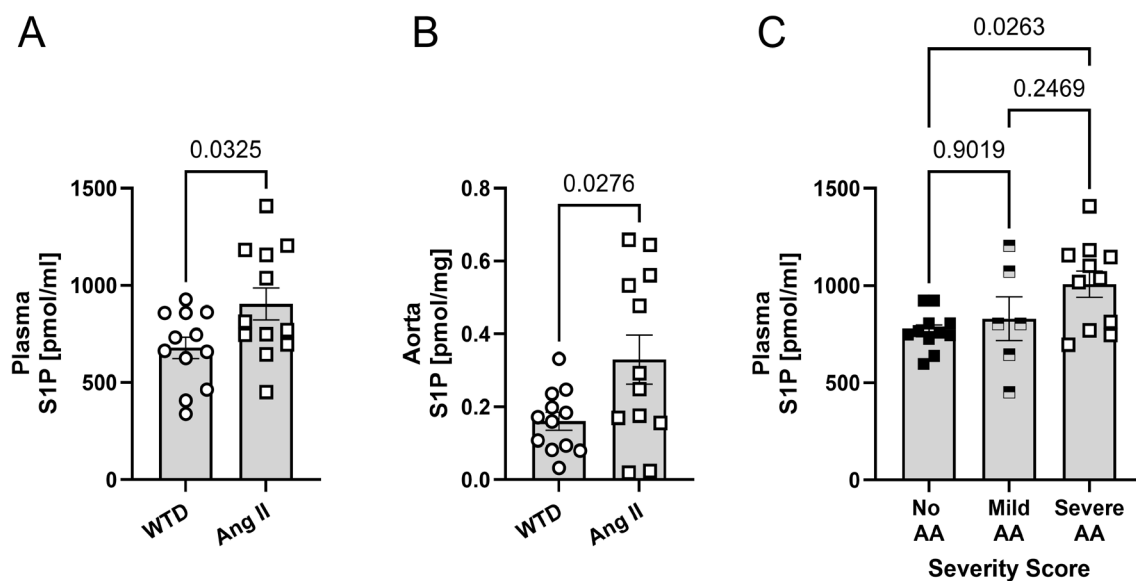 A
0.0325
1500
1000
500
0
Plasma
S1P [pmol/ml]
WTD
Ang II
B
0.0276
0.8
0.6
0.4
0.2
0.0
Aorta
S1P [pmol/mg]
WTD
Ang II
C
0.0263
0.2469
0.9019
1500
1000
500
0
Plasma
S1P [pmol/ml]
No
AA
Mild
AA
Severe
AA
Severity Score